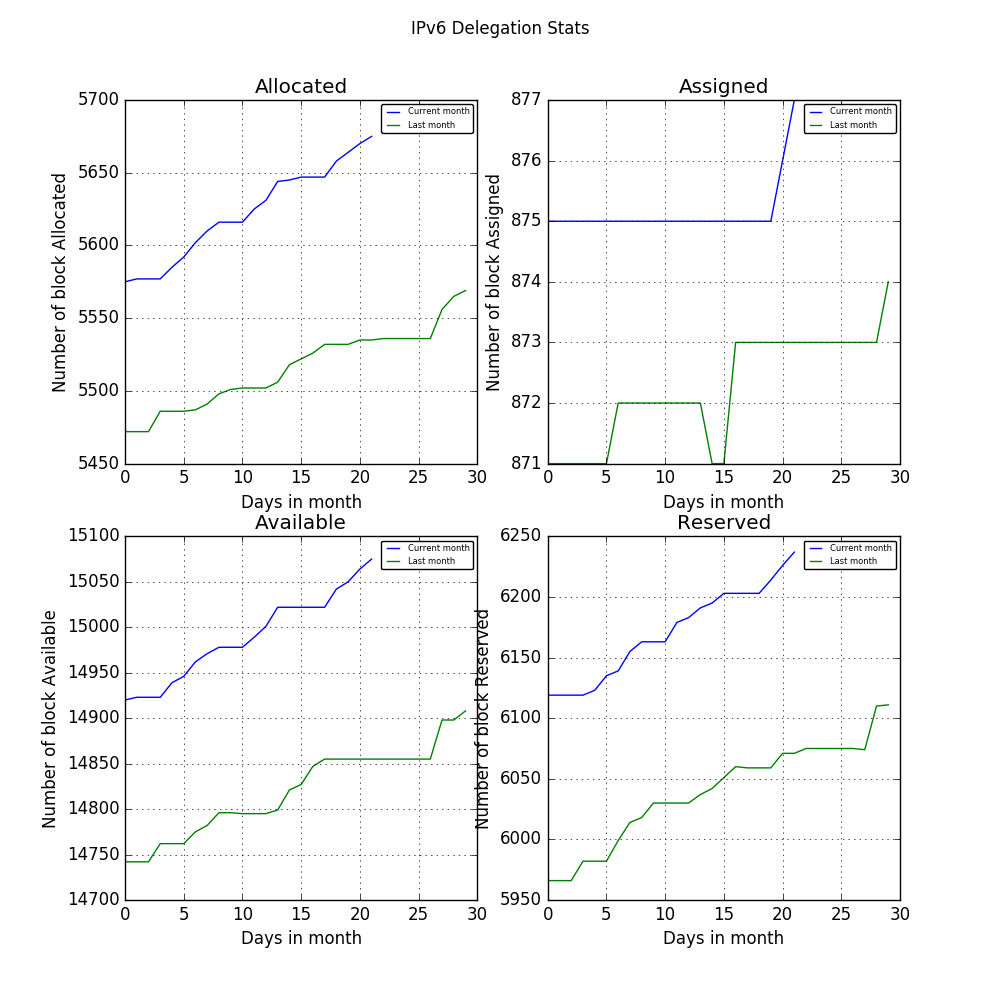 IPv6 Delegation Stats
Allocated
Number of block Allocated
5700
5650
5600
5550
5500
5450
0 5 10 15 20 25 30
Days in month
Current month
Last month
Assigned
Number of block Assigned
877
876
875
874
873
872
871
0 5 10 15 20 25 30
Days in month
Current month
Last month
Available
Number of block Available
15100
15050
15000
14950
14900
14850
14800
14750
14700
0 5 10 15 20 25 30
Days in month
Current month
Last month
Reserved
Number of block Reserved
6250
6200
6150
6100
6050
6000
5950
0 5 10 15 20 25 30
Days in month
Current month
Last month